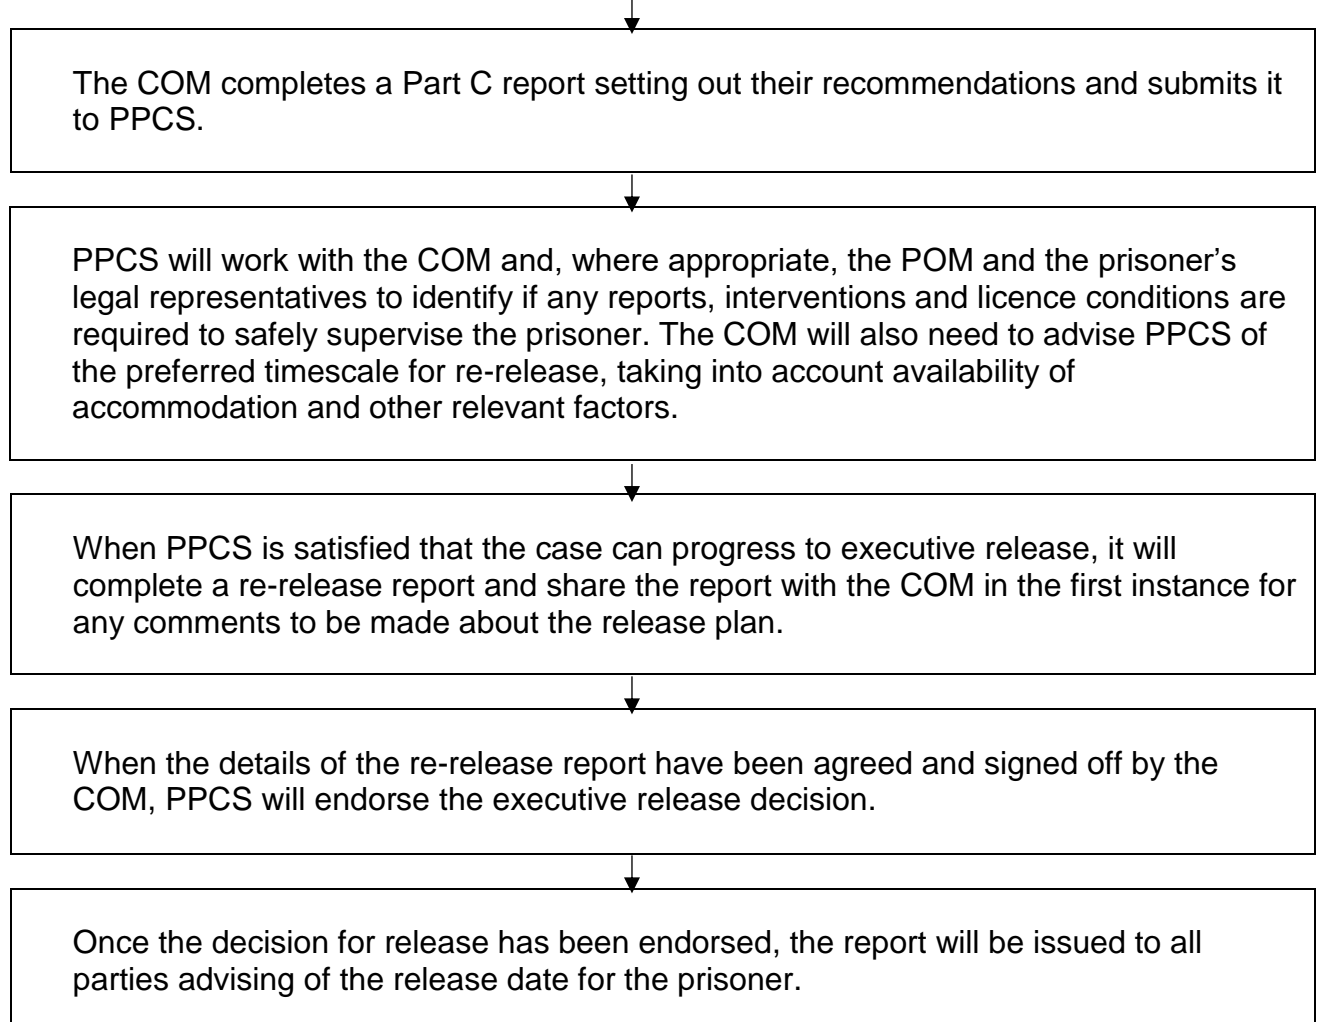 The COM completes a Part C report setting out their recommendations and submits it
to PPCS.
PPCS will work with the COM and, where appropriate, the POM and the prisoner’s
legal representatives to identify if any reports, interventions and licence conditions are
required to safely supervise the prisoner. The COM will also need to advise PPCS of
the preferred timescale for re-release, taking into account availability of
accommodation and other relevant factors.
When PPCS is satisfied that the case can progress to executive release, it will
complete a re-release report and share the report with the COM in the first instance for
any comments to be made about the release plan.
When the details of the re-release report have been agreed and signed off by the
COM, PPCS will endorse the executive release decision.
Once the decision for release has been endorsed, the report will be issued to all
parties advising of the release date for the prisoner.